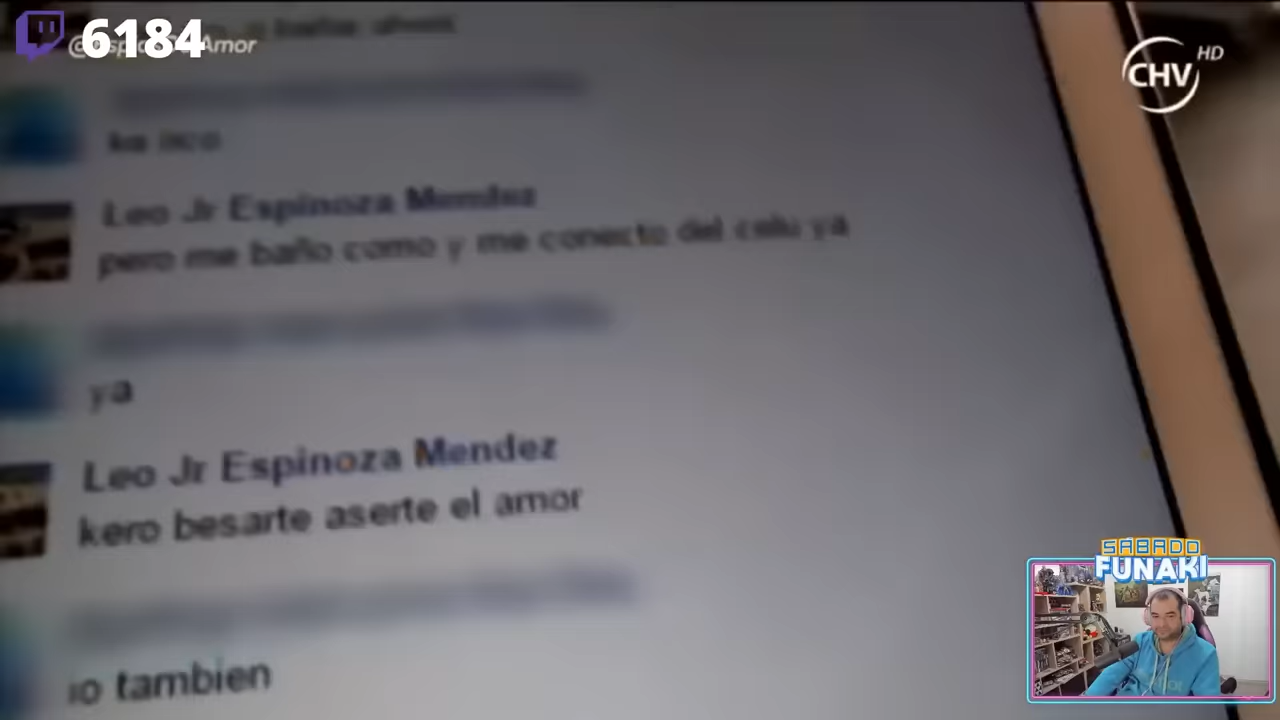 6184
Amor
CHV HD
Leo Jr Espinoza Mendez
pero me baño como y me conecto del celu ya
ya
Leo Jr Espinoza Mendez
kero besarte aserte el amor
io tambien
SÁBADO
FUNAKI